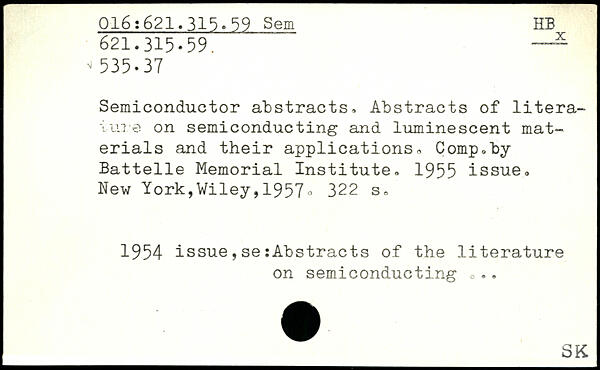 016:621.315.59 Sem
HB
x
621.315.59.
535.37
Semiconductor abstracts. Abstracts of litera-
ture on semiconducting and luminescent mat-
erials and their applications. Comp.by
Battelle Memorial Institute. 1955 issue.
New York,Wiley,1957. 322 s.
1954 issue,se:Abstracts of the literature
on semiconducting ...
SK